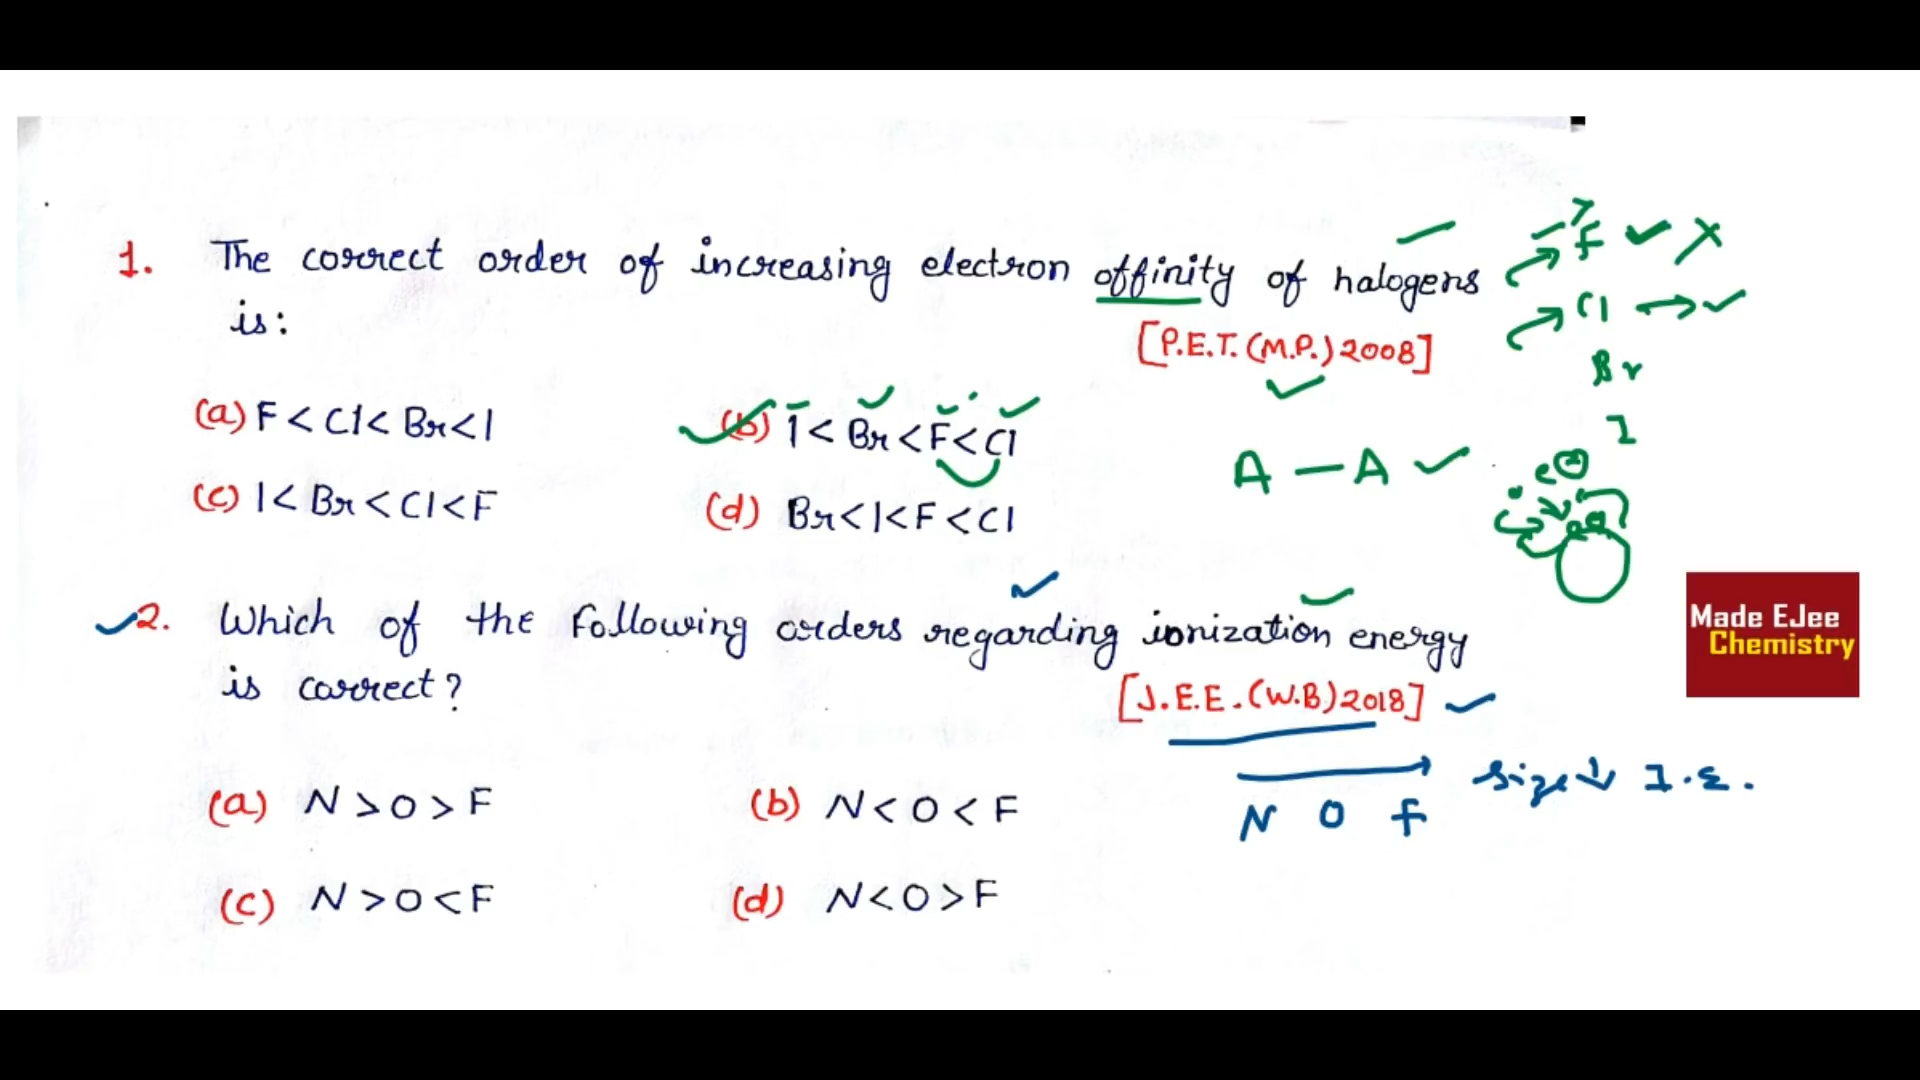 1. The correct order of increasing electron offinity of halogens
is:
[P.E.T. (M.P.) 2008]
(a) F < Cl < Br < I
(b) I < Br < F < Cl
(c) I < Br < Cl < F
(d) Br < I < F < Cl
F
Cl
Br
I
A — A
e
2. Which of the following orders regarding ionization energy
is correct?
[J.E.E. (W.B) 2018]
(a) N > O > F
(b) N < O < F
(c) N > O < F
(d) N < O > F
size ↓ I.E.
N O F
Made EJee
Chemistry